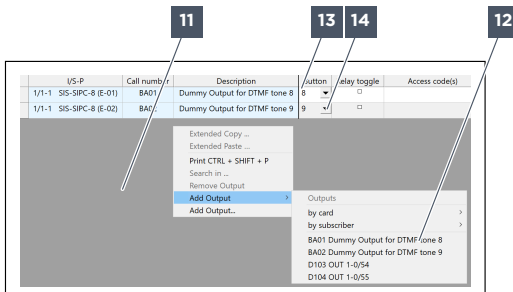 11 13 14 12
I/S-P Call number Description Button Relay toggle Access code(s)
1/1-1 SIS-SIPC-8 (E-01) BA01 Dummy Output for DTMF tone 8 8
1/1-1 SIS-SIPC-8 (E-02) Dummy Output for DTMF tone 9 9
Extended Copy ...
Extended Paste ...
Print CTRL + SHIFT + P
Search in ...
Remove Output
Add Output
Add Output...
Outputs
by card
by subscriber
BA01 Dummy Output for DTMF tone 8
BA02 Dummy Output for DTMF tone 9
D103 OUT 1-0/54
D104 OUT 1-0/55